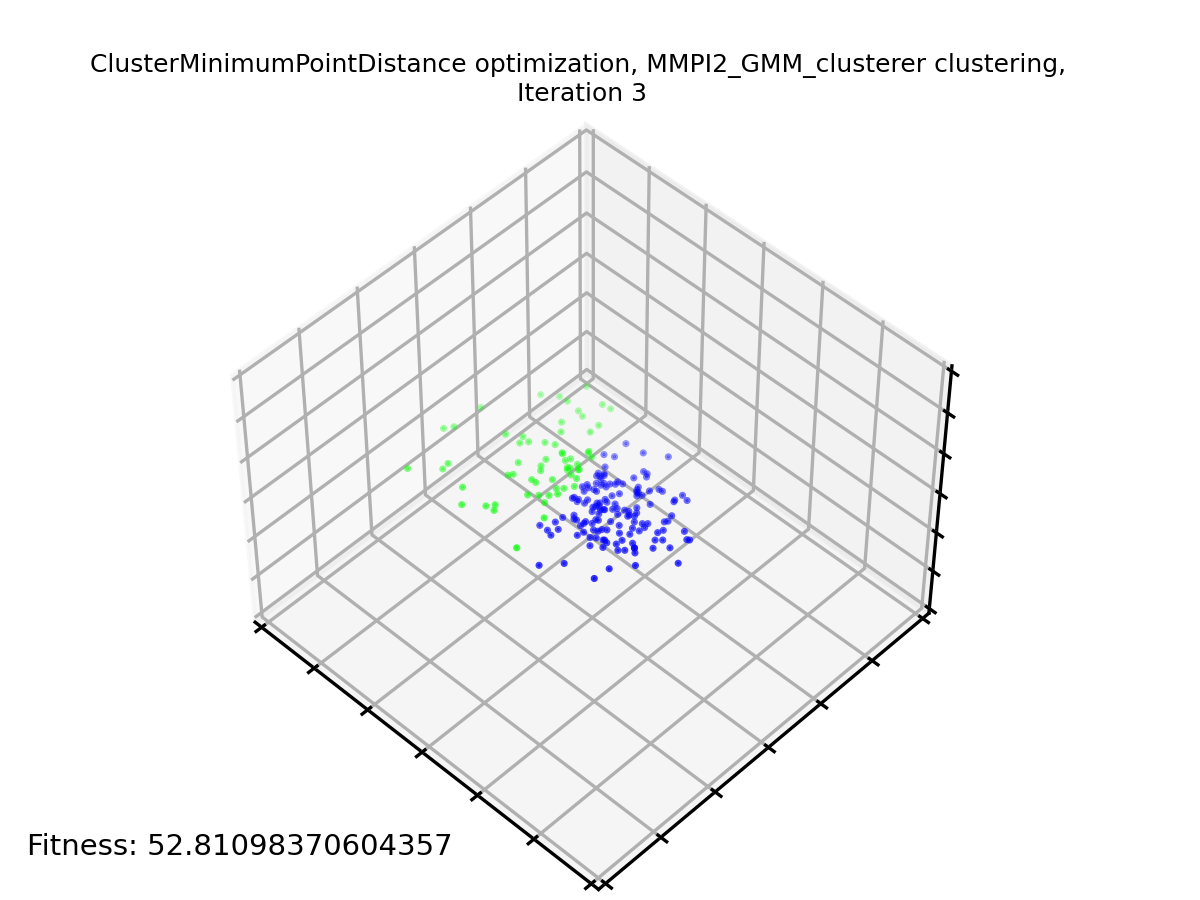 ClusterMinimumPointDistance optimization, MMPI2_GMM_clusterer clustering,
Iteration 3
Fitness: 52.81098370604357